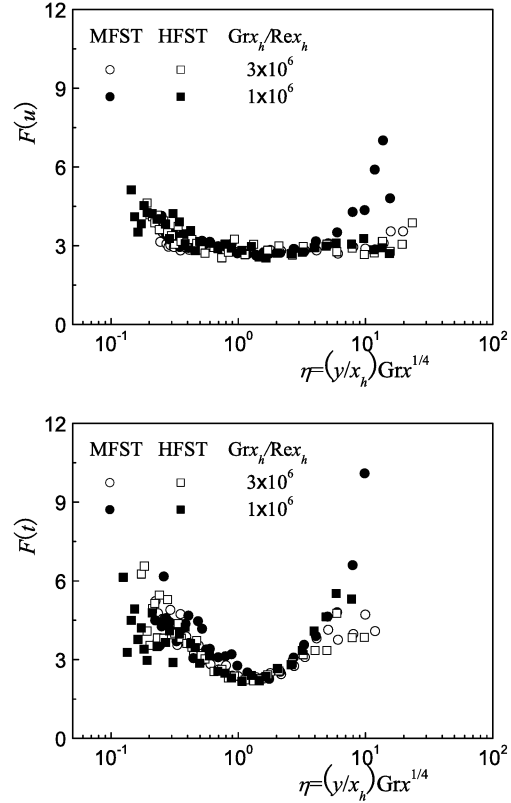 12
MFST HFST Grx_h/Rex_h
3x10^6
1x10^6
9
F(u)
6
3
0
10^-1 10^0 10^1 10^2
η=(y/x_h)Grx^1/4
12
MFST HFST Grx_h/Rex_h
3x10^6
1x10^6
9
F(t)
6
3
0
10^-1 10^0 10^1 10^2
η=(y/x_h)Grx^1/4